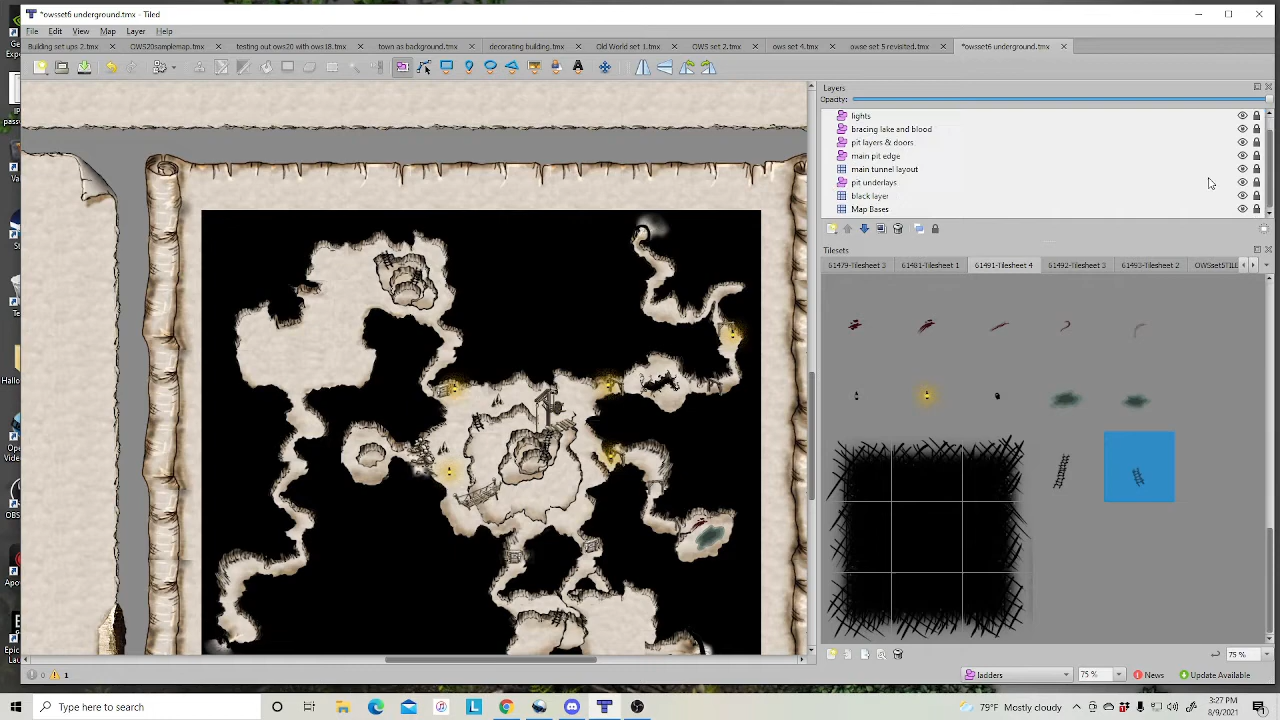 *owsset6 underground.tmx - Tiled
File Edit View Map Layer Help
Building set ups 2.tmx OWS20samplemap.tmx testing out ows20 with ows18.tmx town as background.tmx decorating building.tmx Old World set 1.tmx OWS set 2.tmx ows set 4.tmx owse set 5 revisited.tmx *owsset6 underground.tmx
Layers
Opacity:
lights
bracing lake and blood
pit layers & doors
main pit edge
main tunnel layout
pit underlays
black layer
Map Bases
Tilesets
61479-Tilesheet 3 61481-Tilesheet 1 61491-Tilesheet 4 61492-Tilesheet 3 61493-Tilesheet 2
75 %
0 1 ladders 75 % News Update Available
Type here to search
79°F Mostly cloudy
3:27 PM
8/9/2021